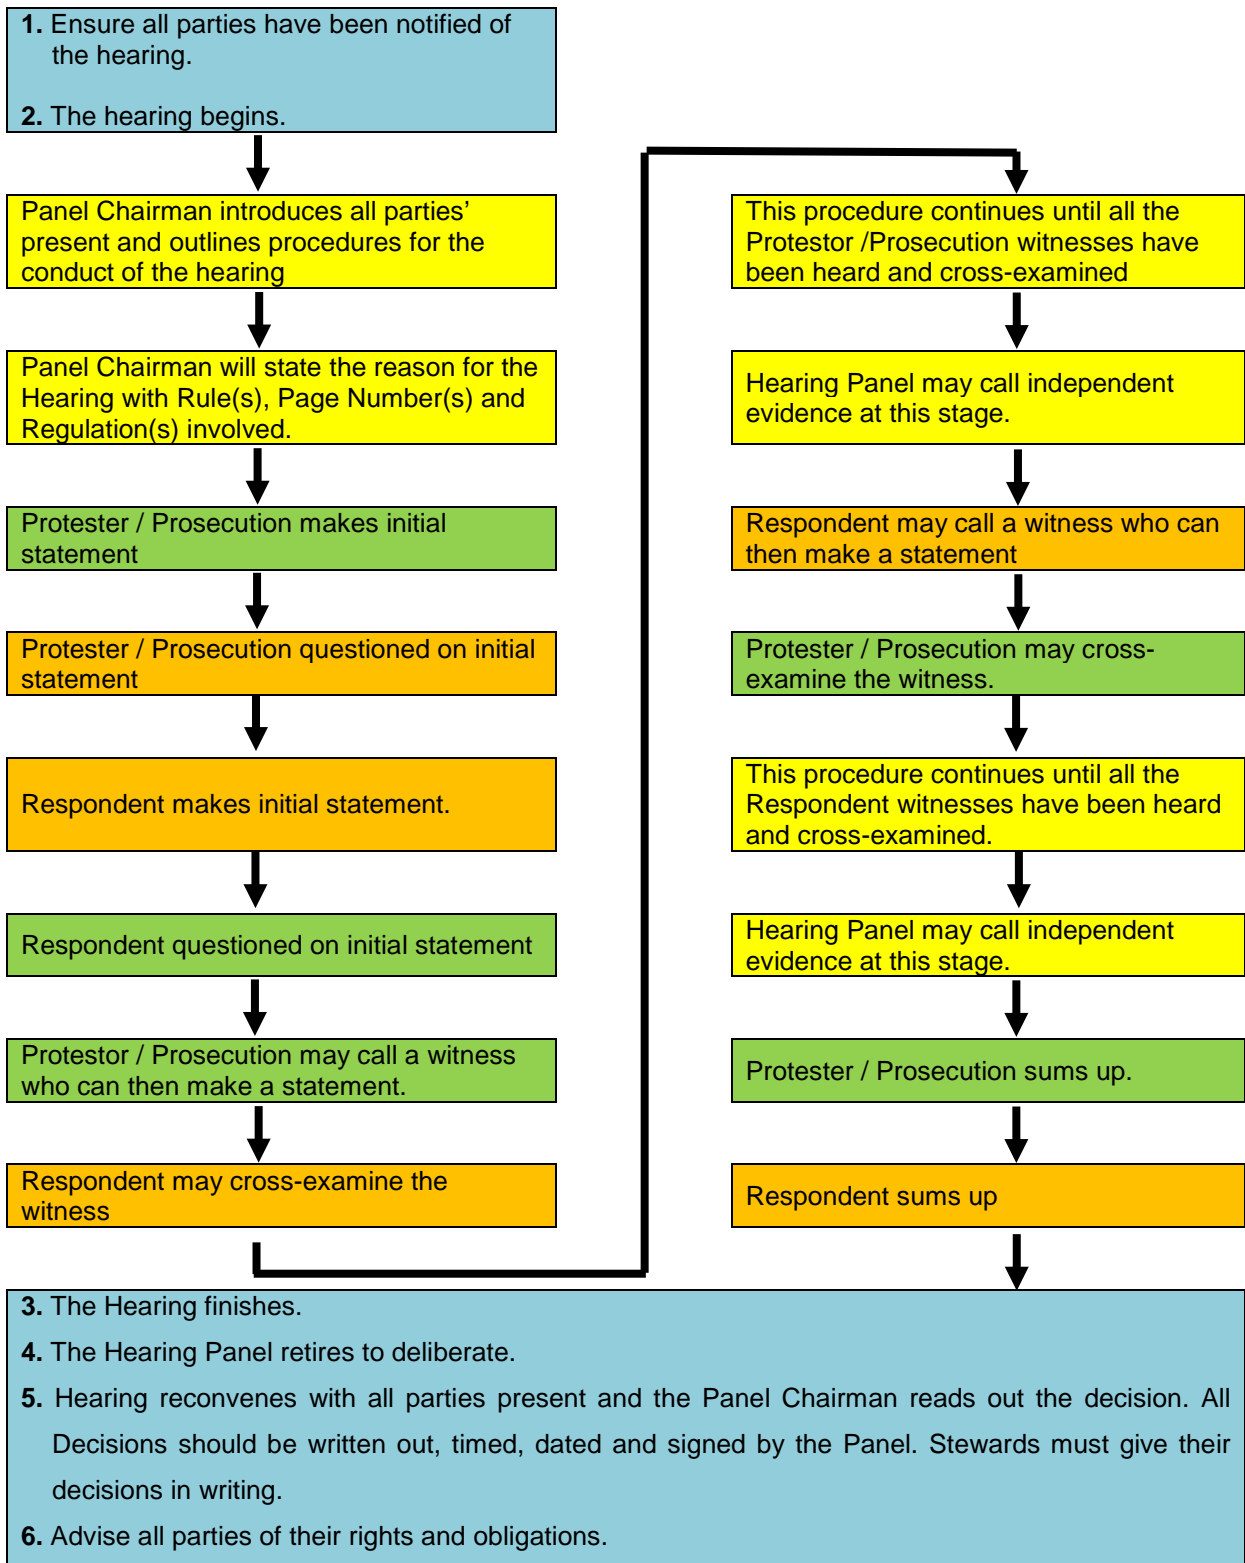 1. Ensure all parties have been notified of
the hearing.
2. The hearing begins.
Panel Chairman introduces all parties’
present and outlines procedures for the
conduct of the hearing
Panel Chairman will state the reason for the
Hearing with Rule(s), Page Number(s) and
Regulation(s) involved.
Protester / Prosecution makes initial
statement
Protester / Prosecution questioned on initial
statement
Respondent makes initial statement.
Respondent questioned on initial statement
Protestor / Prosecution may call a witness
who can then make a statement.
Respondent may cross-examine the
witness
This procedure continues until all the
Protestor /Prosecution witnesses have
been heard and cross-examined
Hearing Panel may call independent
evidence at this stage.
Respondent may call a witness who can
then make a statement
Protester / Prosecution may cross-
examine the witness.
This procedure continues until all the
Respondent witnesses have been heard
and cross-examined.
Hearing Panel may call independent
evidence at this stage.
Protester / Prosecution sums up.
Respondent sums up
3. The Hearing finishes.
4. The Hearing Panel retires to deliberate.
5. Hearing reconvenes with all parties present and the Panel Chairman reads out the decision. All
Decisions should be written out, timed, dated and signed by the Panel. Stewards must give their
decisions in writing.
6. Advise all parties of their rights and obligations.